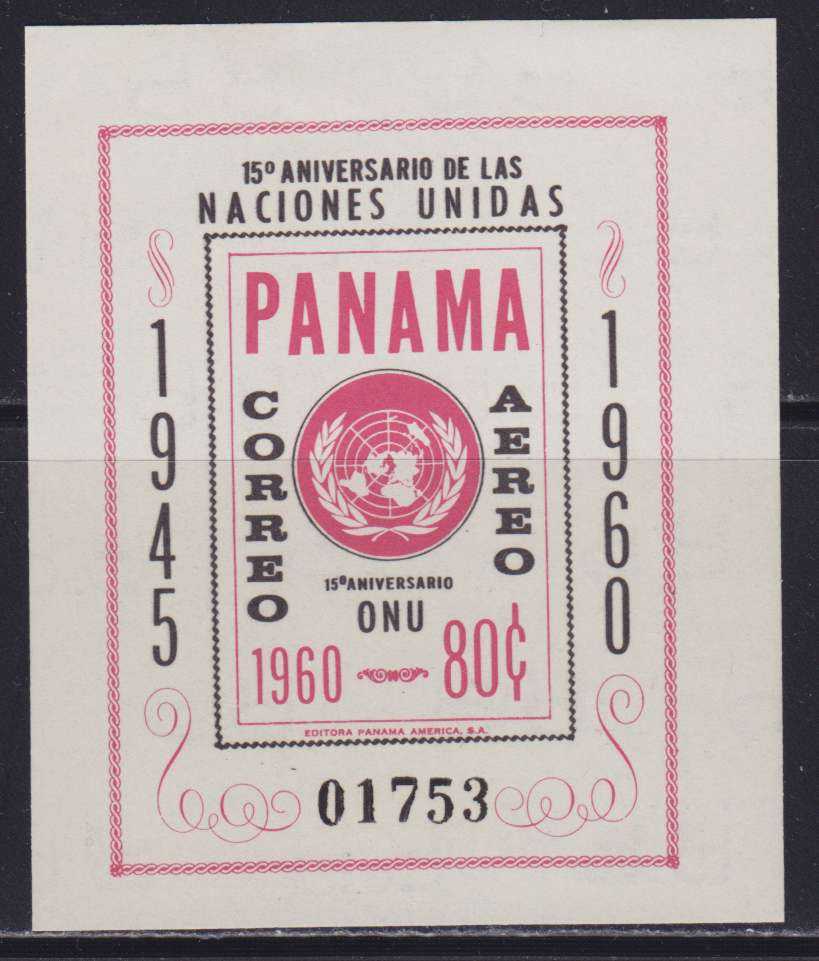 15º ANIVERSARIO DE LAS
NACIONES UNIDAS
1945
1960
PANAMA
CORREO
AEREO
15º ANIVERSARIO
ONU
1960
80¢
EDITORA PANAMA AMERICA, S.A.
01753